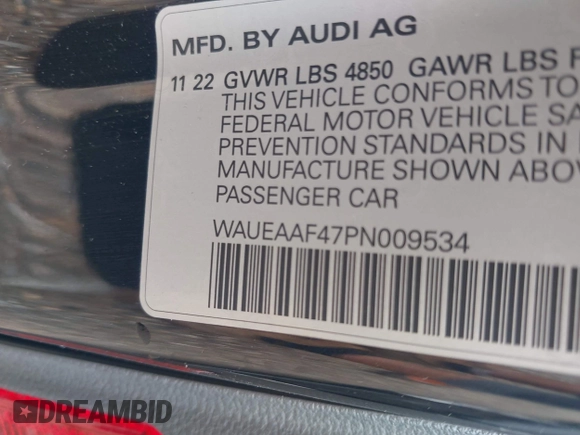 MFD. BY AUDI AG
11 22 GVWR LBS 4850 GAWR LBS
THIS VEHICLE CONFORMS TO
FEDERAL MOTOR VEHICLE
PREVENTION STANDARDS IN
MANUFACTURE SHOWN
PASSENGER CAR
WAUEAAF47PN009534
DREAMBID